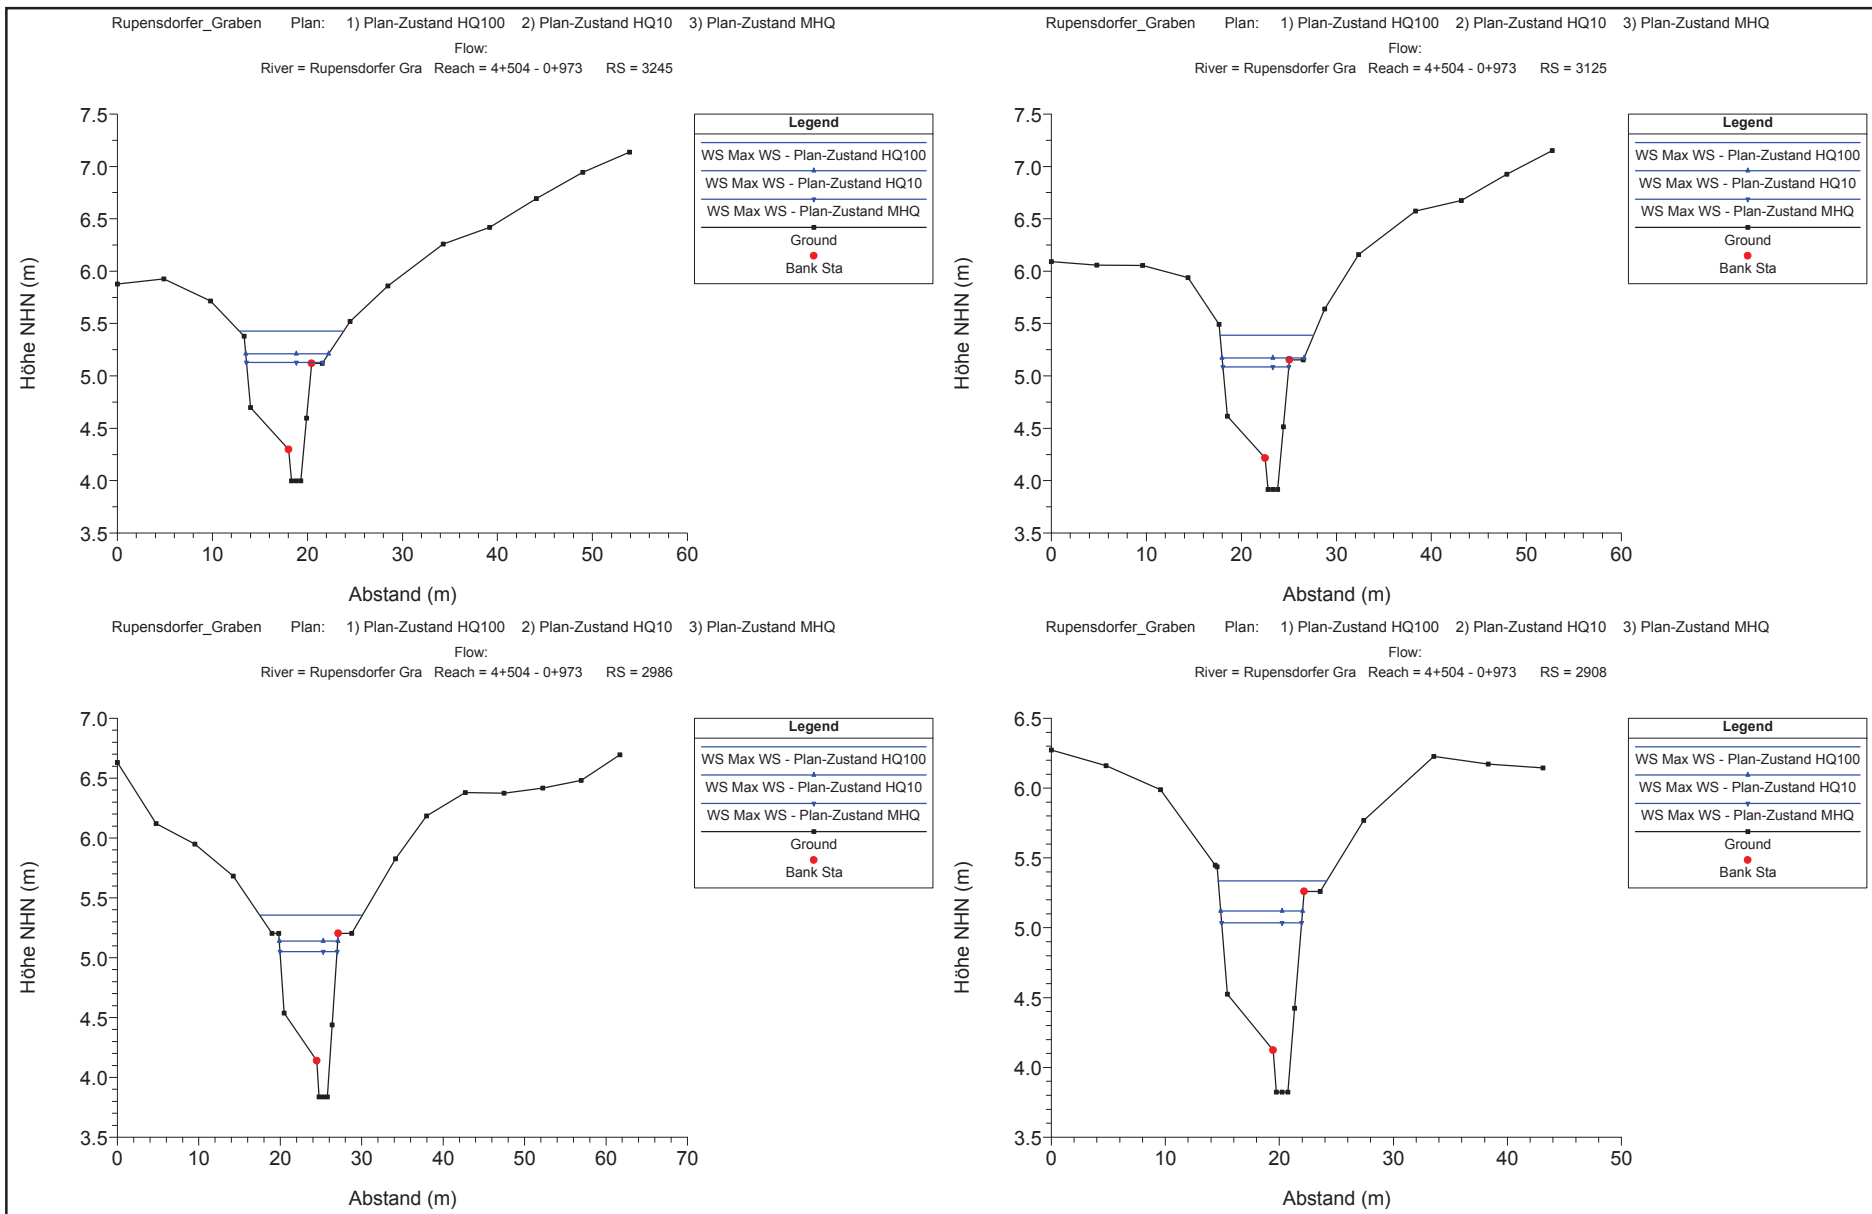 Rupensdorfer_Graben Plan: 1) Plan-Zustand HQ100 2) Plan-Zustand HQ10 3) Plan-Zustand MHQ
Flow:
River = Rupensdorfer Gra Reach = 4+504 - 0+973 RS = 3245
7.5
7.0
6.5
6.0
5.5
5.0
4.5
4.0
3.5
Höhe NHN (m)
0 10 20 30 40 50 60
Abstand (m)
Legend
WS Max WS - Plan-Zustand HQ100
WS Max WS - Plan-Zustand HQ10
WS Max WS - Plan-Zustand MHQ
Ground
Bank Sta
Rupensdorfer_Graben Plan: 1) Plan-Zustand HQ100 2) Plan-Zustand HQ10 3) Plan-Zustand MHQ
Flow:
River = Rupensdorfer Gra Reach = 4+504 - 0+973 RS = 3125
7.5
7.0
6.5
6.0
5.5
5.0
4.5
4.0
3.5
Höhe NHN (m)
0 10 20 30 40 50 60
Abstand (m)
Legend
WS Max WS - Plan-Zustand HQ100
WS Max WS - Plan-Zustand HQ10
WS Max WS - Plan-Zustand MHQ
Ground
Bank Sta
Rupensdorfer_Graben Plan: 1) Plan-Zustand HQ100 2) Plan-Zustand HQ10 3) Plan-Zustand MHQ
Flow:
River = Rupensdorfer Gra Reach = 4+504 - 0+973 RS = 2986
7.0
6.5
6.0
5.5
5.0
4.5
4.0
3.5
Höhe NHN (m)
0 10 20 30 40 50 60 70
Abstand (m)
Legend
WS Max WS - Plan-Zustand HQ100
WS Max WS - Plan-Zustand HQ10
WS Max WS - Plan-Zustand MHQ
Ground
Bank Sta
Rupensdorfer_Graben Plan: 1) Plan-Zustand HQ100 2) Plan-Zustand HQ10 3) Plan-Zustand MHQ
Flow:
River = Rupensdorfer Gra Reach = 4+504 - 0+973 RS = 2908
6.5
6.0
5.5
5.0
4.5
4.0
3.5
Höhe NHN (m)
0 10 20 30 40 50
Abstand (m)
Legend
WS Max WS - Plan-Zustand HQ100
WS Max WS - Plan-Zustand HQ10
WS Max WS - Plan-Zustand MHQ
Ground
Bank Sta